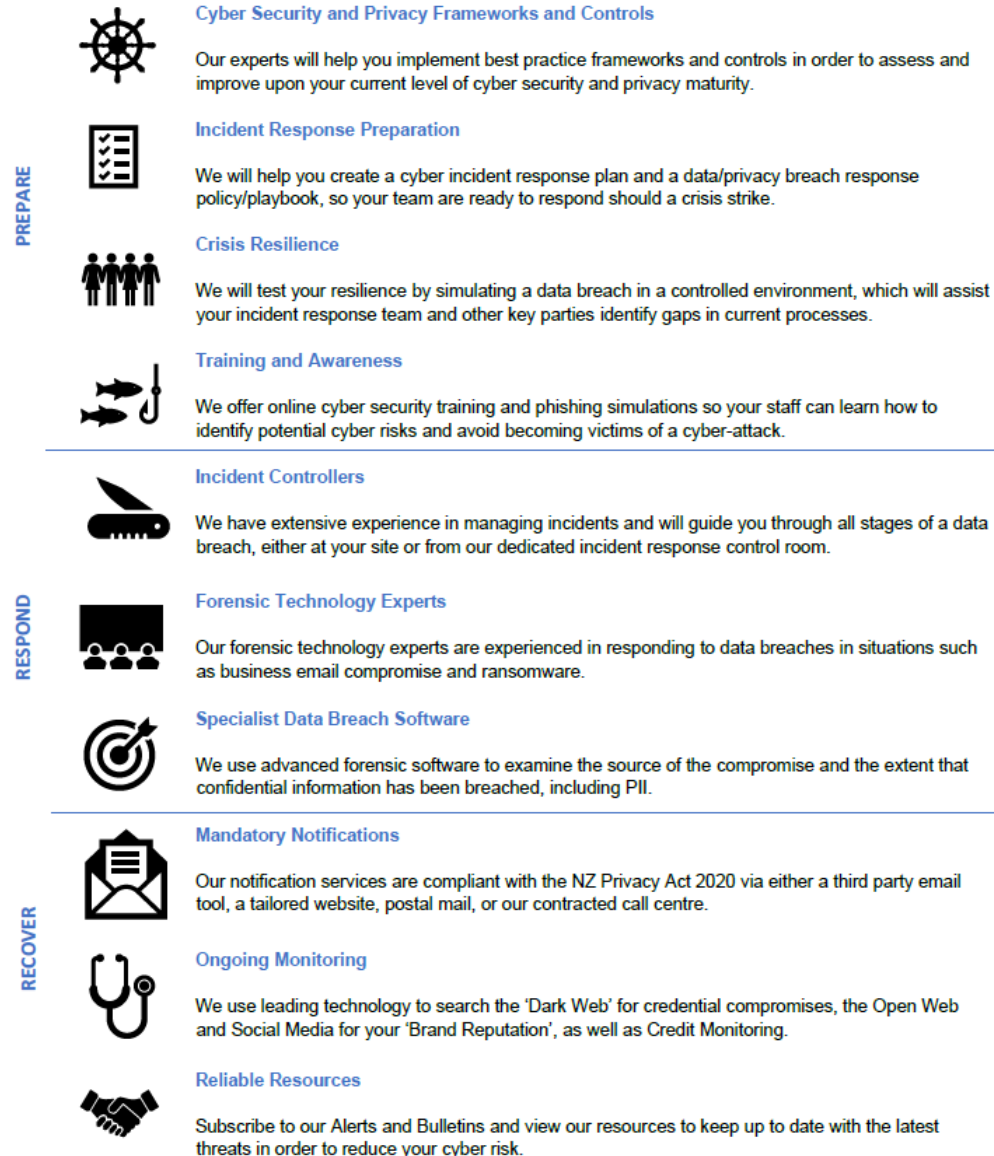 PREPARE
Cyber Security and Privacy Frameworks and Controls
Our experts will help you implement best practice frameworks and controls in order to assess and
improve upon your current level of cyber security and privacy maturity.
Incident Response Preparation
We will help you create a cyber incident response plan and a data/privacy breach response
policy/playbook, so your team are ready to respond should a crisis strike.
Crisis Resilience
We will test your resilience by simulating a data breach in a controlled environment, which will assist
your incident response team and other key parties identify gaps in current processes.
Training and Awareness
We offer online cyber security training and phishing simulations so your staff can learn how to
identify potential cyber risks and avoid becoming victims of a cyber-attack.
RESPOND
Incident Controllers
We have extensive experience in managing incidents and will guide you through all stages of a data
breach, either at your site or from our dedicated incident response control room.
Forensic Technology Experts
Our forensic technology experts are experienced in responding to data breaches in situations such
as business email compromise and ransomware.
Specialist Data Breach Software
We use advanced forensic software to examine the source of the compromise and the extent that
confidential information has been breached, including PII.
RECOVER
Mandatory Notifications
Our notification services are compliant with the NZ Privacy Act 2020 via either a third party email
tool, a tailored website, postal mail, or our contracted call centre.
Ongoing Monitoring
We use leading technology to search the ‘Dark Web’ for credential compromises, the Open Web
and Social Media for your ‘Brand Reputation’, as well as Credit Monitoring.
Reliable Resources
Subscribe to our Alerts and Bulletins and view our resources to keep up to date with the latest
threats in order to reduce your cyber risk.